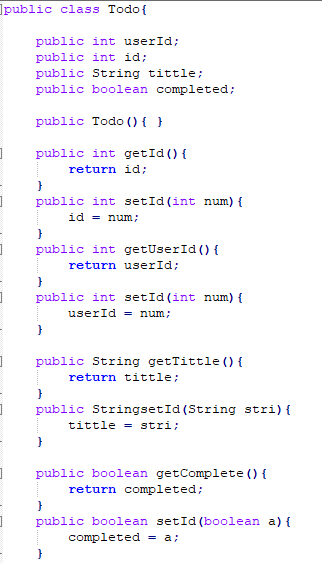 public class Todo{
public int userId;
public int id;
public String tittle;
public boolean completed;
public Todo(){ }
public int getId(){
return id;
}
public int setId(int num){
id = num;
}
public int getUserId(){
return userId;
}
public int setId(int num){
userId = num;
}
public String getTittle(){
return tittle;
}
public StringsetId(String stri){
tittle = stri;
}
public boolean getComplete(){
return completed;
}
public boolean setId(boolean a){
completed = a;
}